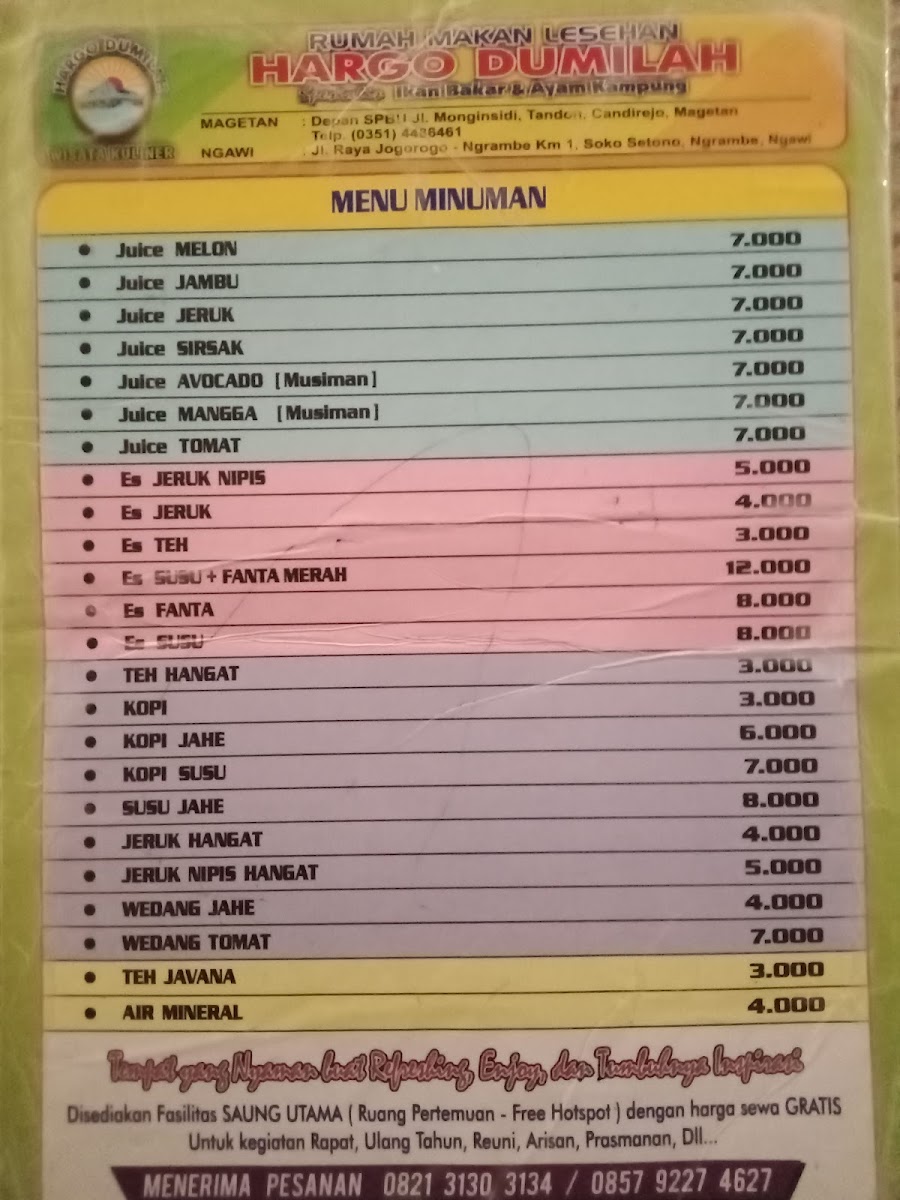 HARGO DUMILAH
WISATA KULINER
RUMAH MAKAN LESEHAN
HARGO DUMILAH
Ikan Bakar & Ayam Kampung
MAGETAN : Depan SPBU Jl. Monginsidi, Tandon, Candirejo, Magetan
Telp. (0351) 4486461
NGAWI : Jl. Raya Jogorogo - Ngrambe Km 1, Soko Setono, Ngrambe, Ngawi
MENU MINUMAN
• Juice MELON 7.000
• Juice JAMBU 7.000
• Juice JERUK 7.000
• Juice SIRSAK 7.000
• Juice AVOCADO [Musiman] 7.000
• Juice MANGGA [Musiman] 7.000
• Juice TOMAT 7.000
• Es JERUK NIPIS 5.000
• Es JERUK 4.000
• Es TEH 3.000
• Es SUSU + FANTA MERAH 12.000
• Es FANTA 8.000
• Es SUSU 8.000
• TEH HANGAT 3.000
• KOPI 3.000
• KOPI JAHE 6.000
• KOPI SUSU 7.000
• SUSU JAHE 8.000
• JERUK HANGAT 4.000
• JERUK NIPIS HANGAT 5.000
• WEDANG JAHE 4.000
• WEDANG TOMAT 7.000
• TEH JAVANA 3.000
• AIR MINERAL 4.000
Tempat yang Nyaman buat Refreshing, Enjoy, dan Tumbuhnya Inspirasi
Disediakan Fasilitas SAUNG UTAMA ( Ruang Pertemuan - Free Hotspot ) dengan harga sewa GRATIS
Untuk kegiatan Rapat, Ulang Tahun, Reuni, Arisan, Prasmanan, Dll...
MENERIMA PESANAN 0821 3130 3134 / 0857 9227 4627